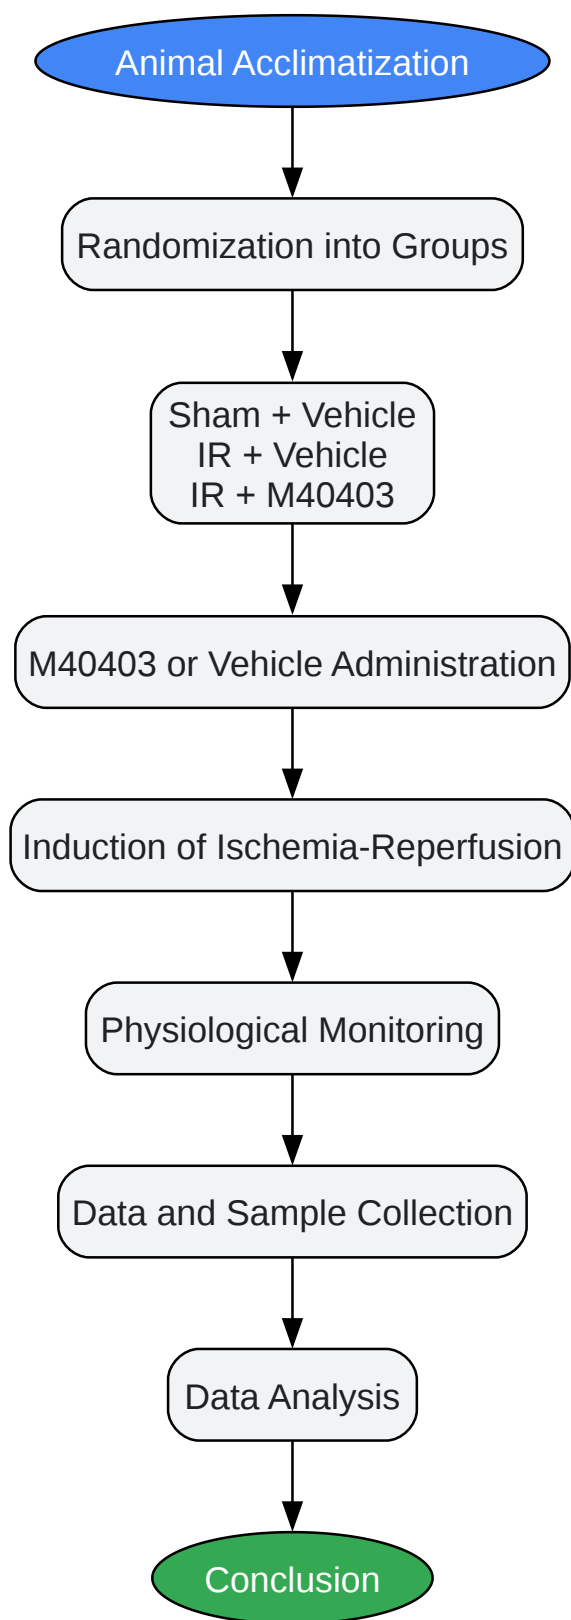 Animal Acclimatization
Randomization into Groups
Sham + Vehicle
IR + Vehicle
IR + M40403
M40403 or Vehicle Administration
Induction of Ischemia-Reperfusion
Physiological Monitoring
Data and Sample Collection
Data Analysis
Conclusion